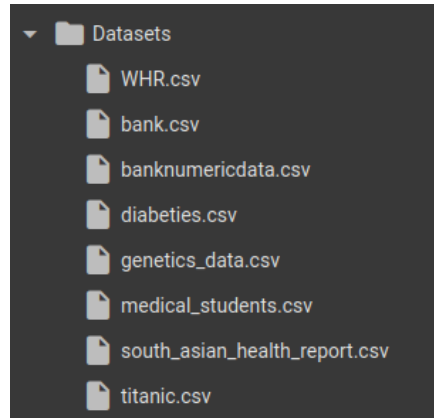 Datasets
WHR.csv
bank.csv
banknumericdata.csv
diabeties.csv
genetics_data.csv
medical_students.csv
south_asian_health_report.csv
titanic.csv